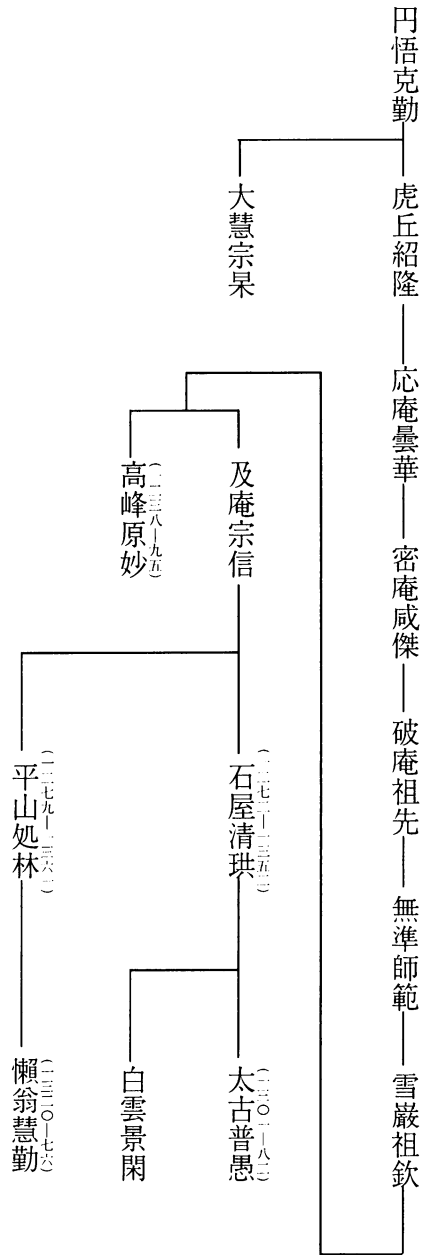 円悟克勤
虎丘紹隆
応庵曇華
密庵咸傑
破庵祖先
無準師範
雪巌祖欽
大慧宗杲
及庵宗信
(一二三八―九五)
高峰原妙
(一二七二―一三五二)
石屋清珙
(一二七九―一三六一)
平山処林
(一三〇一―八二)
太古普愚
白雲景閑
(一三二〇―七六)
懶翁慧勤